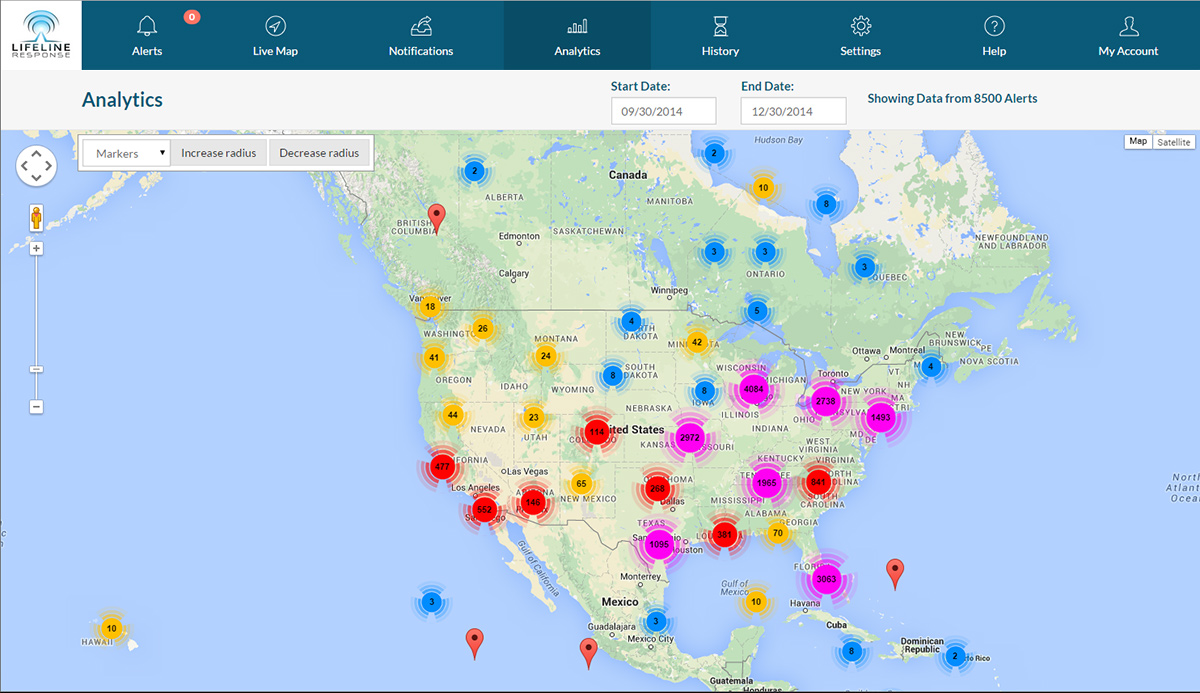 LIFELINE
RESPONSE
Alerts
0
Live Map
Notifications
Analytics
History
Settings
Help
My Account
Analytics
Start Date:
09/30/2014
End Date:
12/30/2014
Showing Data from 8500 Alerts
Markers
Increase radius
Decrease radius
Map
Satellite
Hudson Bay
2
Canada
2
10
ALBERTA
MANITOBA
8
BRITISH
COLUMBIA
Edmonton
SASKATCHEWAN
NEWFOUNDLAND
AND LABRADOR
3
3
3
ONTARIO
QUEBEC
Calgary
Winnipeg
Vancouver
18
5
26
4
WASHINGTON
DAKOTA
MONTANA
42
NEW
BRUNSWICK
PE
NOVA SCOTIA
Ottawa
Montreal
41
24
4
OREGON
IDAHO
WYOMING
8
SOUTH
DAKOTA
WISCONSIN
MICHIGAN
Toronto
VT
NH
8
IOWA
4084
2738
NEW YORK
MA
1493
44
23
NEVADA
UTAH
NEBRASKA
ILLINOIS
INDIANA
OHIO
MD
DE
114
United States
2972
KANSAS
MISSOURI
WEST
VIRGINIA
KENTUCKY
VIRGINIA
477
CALIFORNIA
Las Vegas
Los Angeles
65
NEW MEXICO
OKLAHOMA
268
Dallas
TENNESSEE
1965
841
NORTH
CAROLINA
SOUTH
CAROLINA
MISSISSIPPI
ALABAMA
GEORGIA
552
San Diego
146
ARIZONA
TEXAS
1095
Houston
381
70
North
Atlantic
Ocean
Gulf of
California
Monterrey
Gulf of
Mexico
FLORIDA
3063
3
Mexico
10
Havana
Cuba
10
HAWAII
Guadalajara
3
Mexico City
8
Dominican
Republic
2
Puerto Rico
Guatemala
Honduras